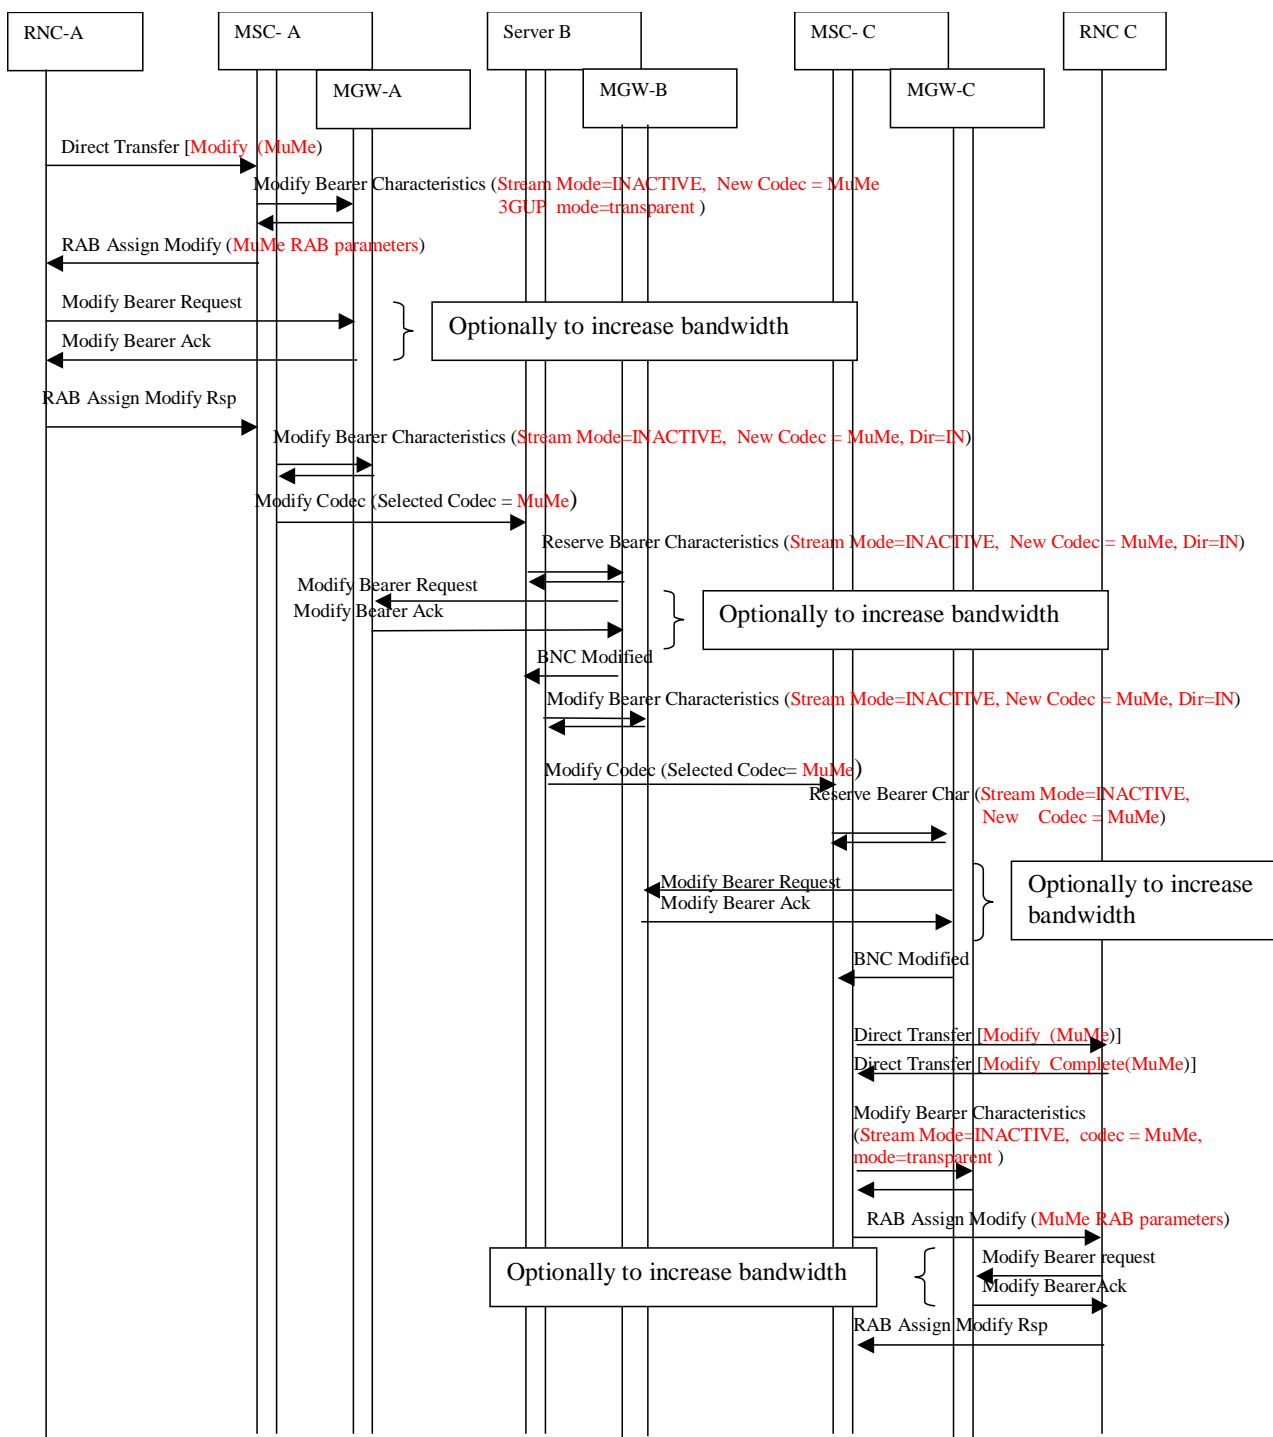 RNC-A
MSC- A
Server B
MSC- C
RNC C
MGW-A
MGW-B
MGW-C
Direct Transfer [Modify (MuMe)
Modify Bearer Characteristics (Stream Mode=INACTIVE, New Codec = MuMe
3GUP mode=transparent )
RAB Assign Modify (MuMe RAB parameters)
Modify Bearer Request
Optionally to increase bandwidth
Modify Bearer Ack
RAB Assign Modify Rsp
Modify Bearer Characteristics (Stream Mode=INACTIVE, New Codec = MuMe, Dir=IN)
Modify Codec (Selected Codec = MuMe)
Reserve Bearer Characteristics (Stream Mode=INACTIVE, New Codec = MuMe, Dir=IN)
Modify Bearer Request
Modify Bearer Ack
Optionally to increase bandwidth
BNC Modified
Modify Bearer Characteristics (Stream Mode=INACTIVE, New Codec = MuMe, Dir=IN)
Modify Codec (Selected Codec= MuMe)
Reserve Bearer Char (Stream Mode=INACTIVE,
New Codec = MuMe)
Modify Bearer Request
Modify Bearer Ack
Optionally to increase
bandwidth
BNC Modified
Direct Transfer [Modify (MuMe)]
Direct Transfer [Modify Complete(MuMe)]
Modify Bearer Characteristics
(Stream Mode=INACTIVE, codec = MuMe,
mode=transparent )
RAB Assign Modify (MuMe RAB parameters)
Modify Bearer request
Optionally to increase bandwidth
Modify BearerAck
RAB Assign Modify Rsp